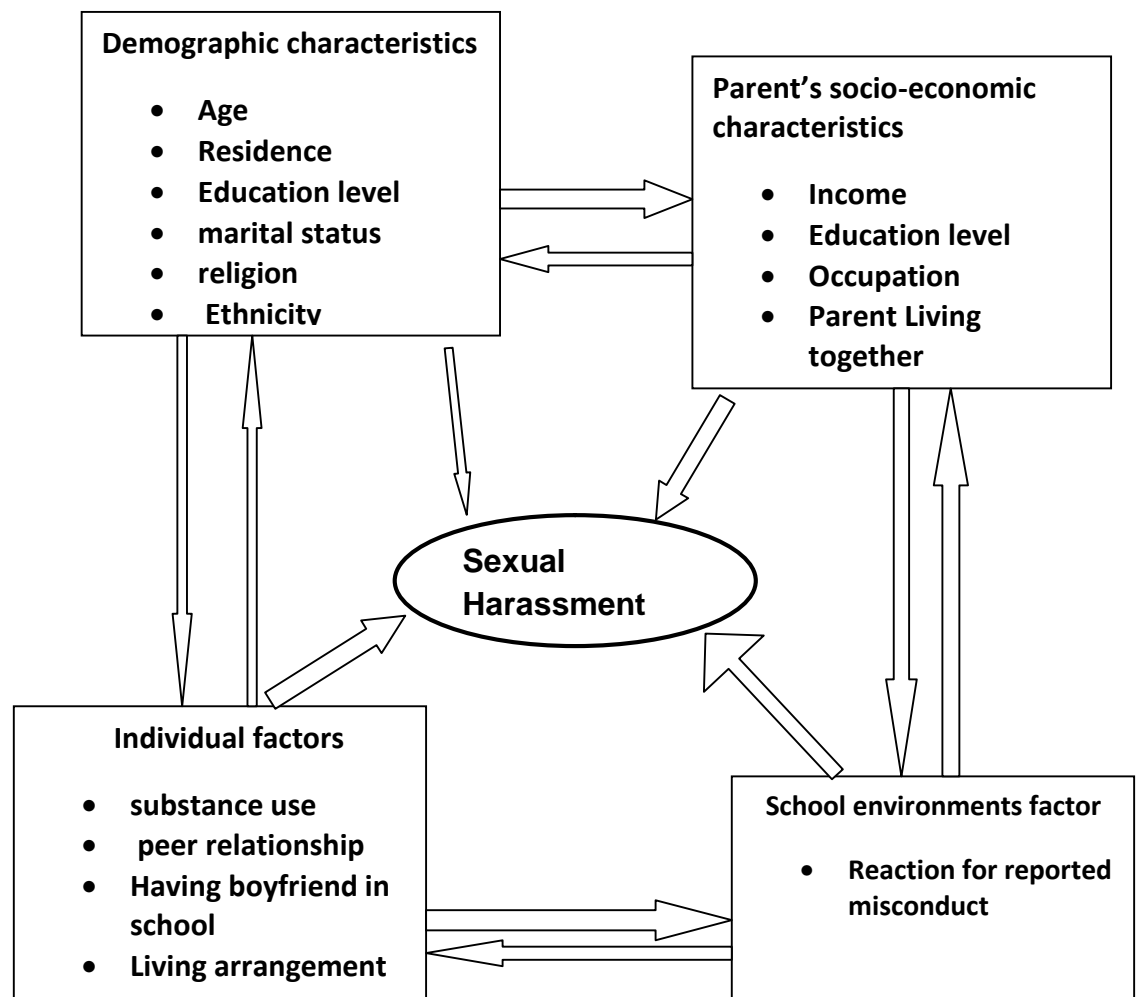 Demographic characteristics
• Age
• Residence
• Education level
• marital status
• religion
• Ethnicity
Parent’s socio-economic
characteristics
• Income
• Education level
• Occupation
• Parent Living
together
Sexual
Harassment
Individual factors
• substance use
• peer relationship
• Having boyfriend in
school
• Living arrangement
School environments factor
• Reaction for reported
misconduct